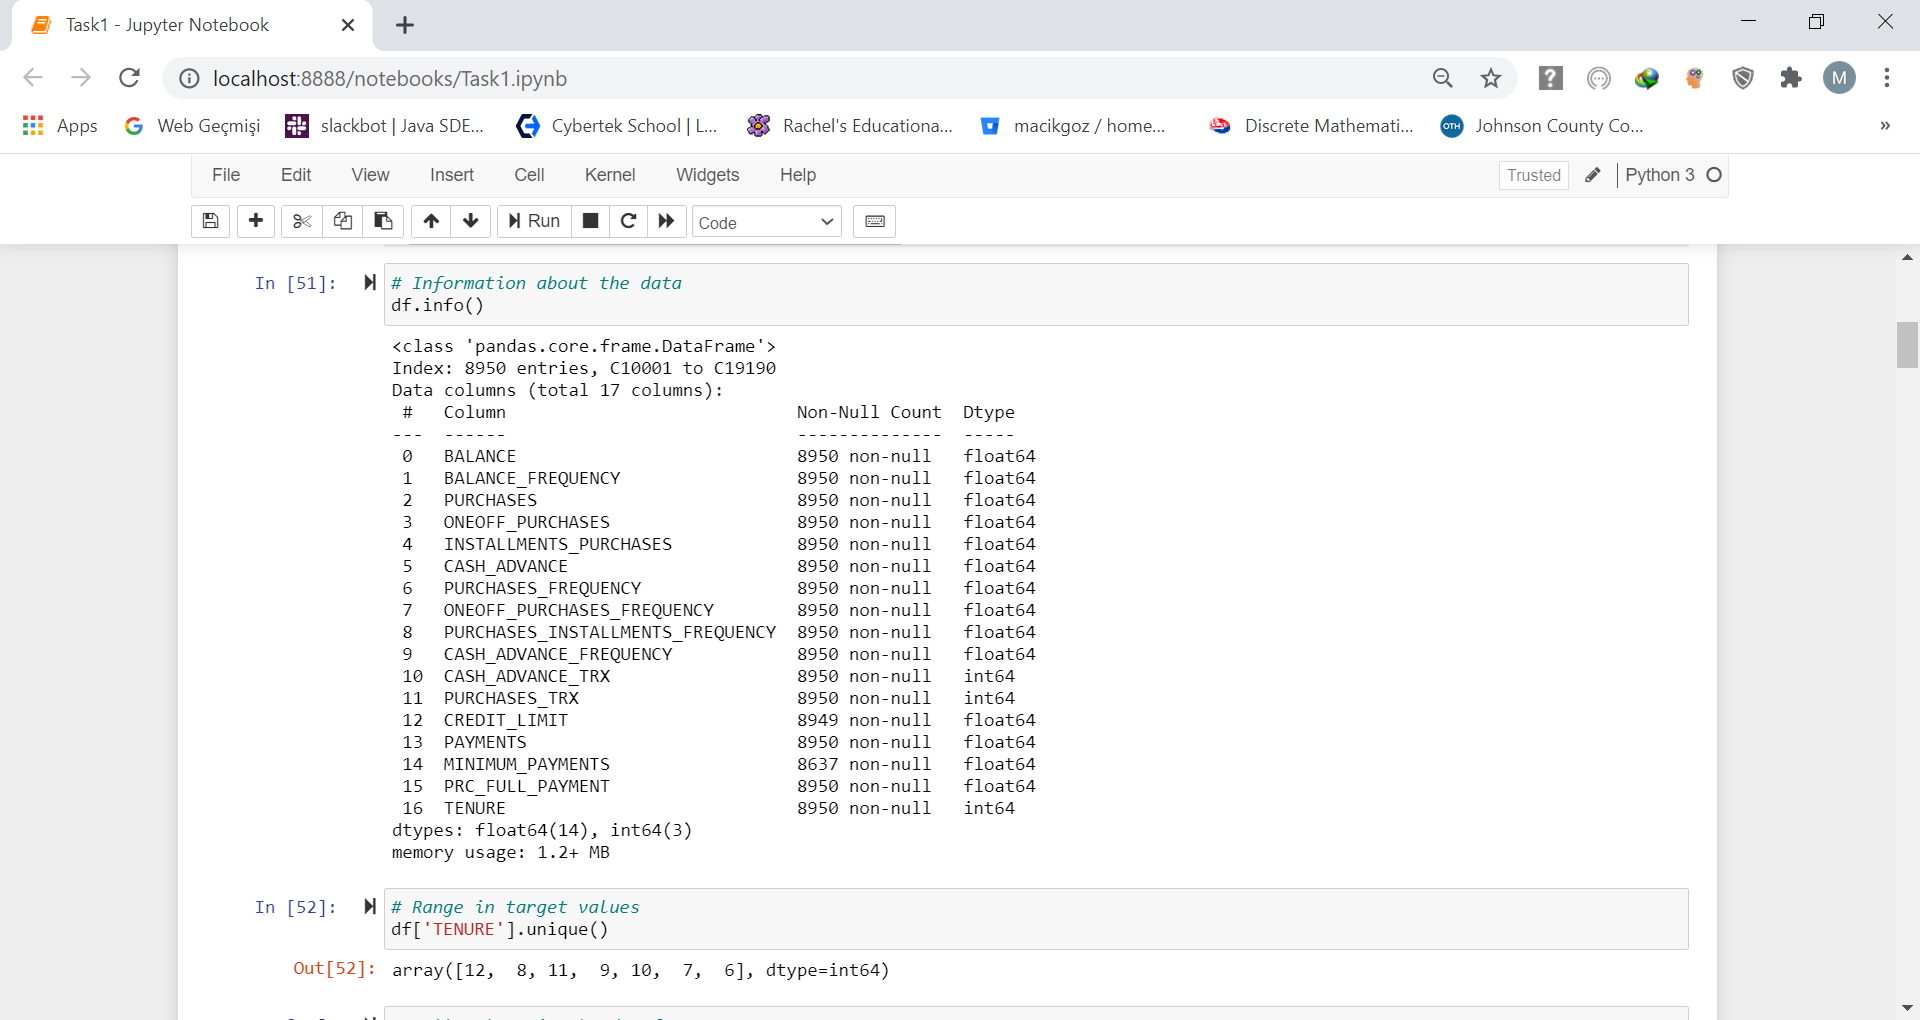 Task1 - Jupyter Notebook
localhost:8888/notebooks/Task1.ipynb
M
Apps
Web Geçmişi
slackbot | Java SDE...
Cybertek School | L...
Rachel's Educationa...
macikgoz / home...
OTH
Discrete Mathemati...
Johnson County Co...
»
File Edit View Insert Cell Kernel Widgets Help
Trusted
Python 3
Run
Code
In [51]:
# Information about the data
df.info()
<class 'pandas.core.frame.DataFrame'>
Index: 8950 entries, C10001 to C19190
Data columns (total 17 columns):
 #   Column                            Non-Null Count  Dtype
---  ------                            --------------  -----
 0   BALANCE                           8950 non-null   float64
 1   BALANCE_FREQUENCY                 8950 non-null   float64
 2   PURCHASES                         8950 non-null   float64
 3   ONEOFF_PURCHASES                  8950 non-null   float64
 4   INSTALLMENTS_PURCHASES            8950 non-null   float64
 5   CASH_ADVANCE                      8950 non-null   float64
 6   PURCHASES_FREQUENCY               8950 non-null   float64
 7   ONEOFF_PURCHASES_FREQUENCY        8950 non-null   float64
 8   PURCHASES_INSTALLMENTS_FREQUENCY  8950 non-null   float64
 9   CASH_ADVANCE_FREQUENCY            8950 non-null   float64
 10  CASH_ADVANCE_TRX                  8950 non-null   int64
 11  PURCHASES_TRX                     8950 non-null   int64
 12  CREDIT_LIMIT                      8949 non-null   float64
 13  PAYMENTS                          8950 non-null   float64
 14  MINIMUM_PAYMENTS                  8637 non-null   float64
 15  PRC_FULL_PAYMENT                  8950 non-null   float64
 16  TENURE                            8950 non-null   int64
dtypes: float64(14), int64(3)
memory usage: 1.2+ MB
In [52]:
# Range in target values
df['TENURE'].unique()
Out[52]: array([12,  8, 11,  9, 10,  7,  6], dtype=int64)